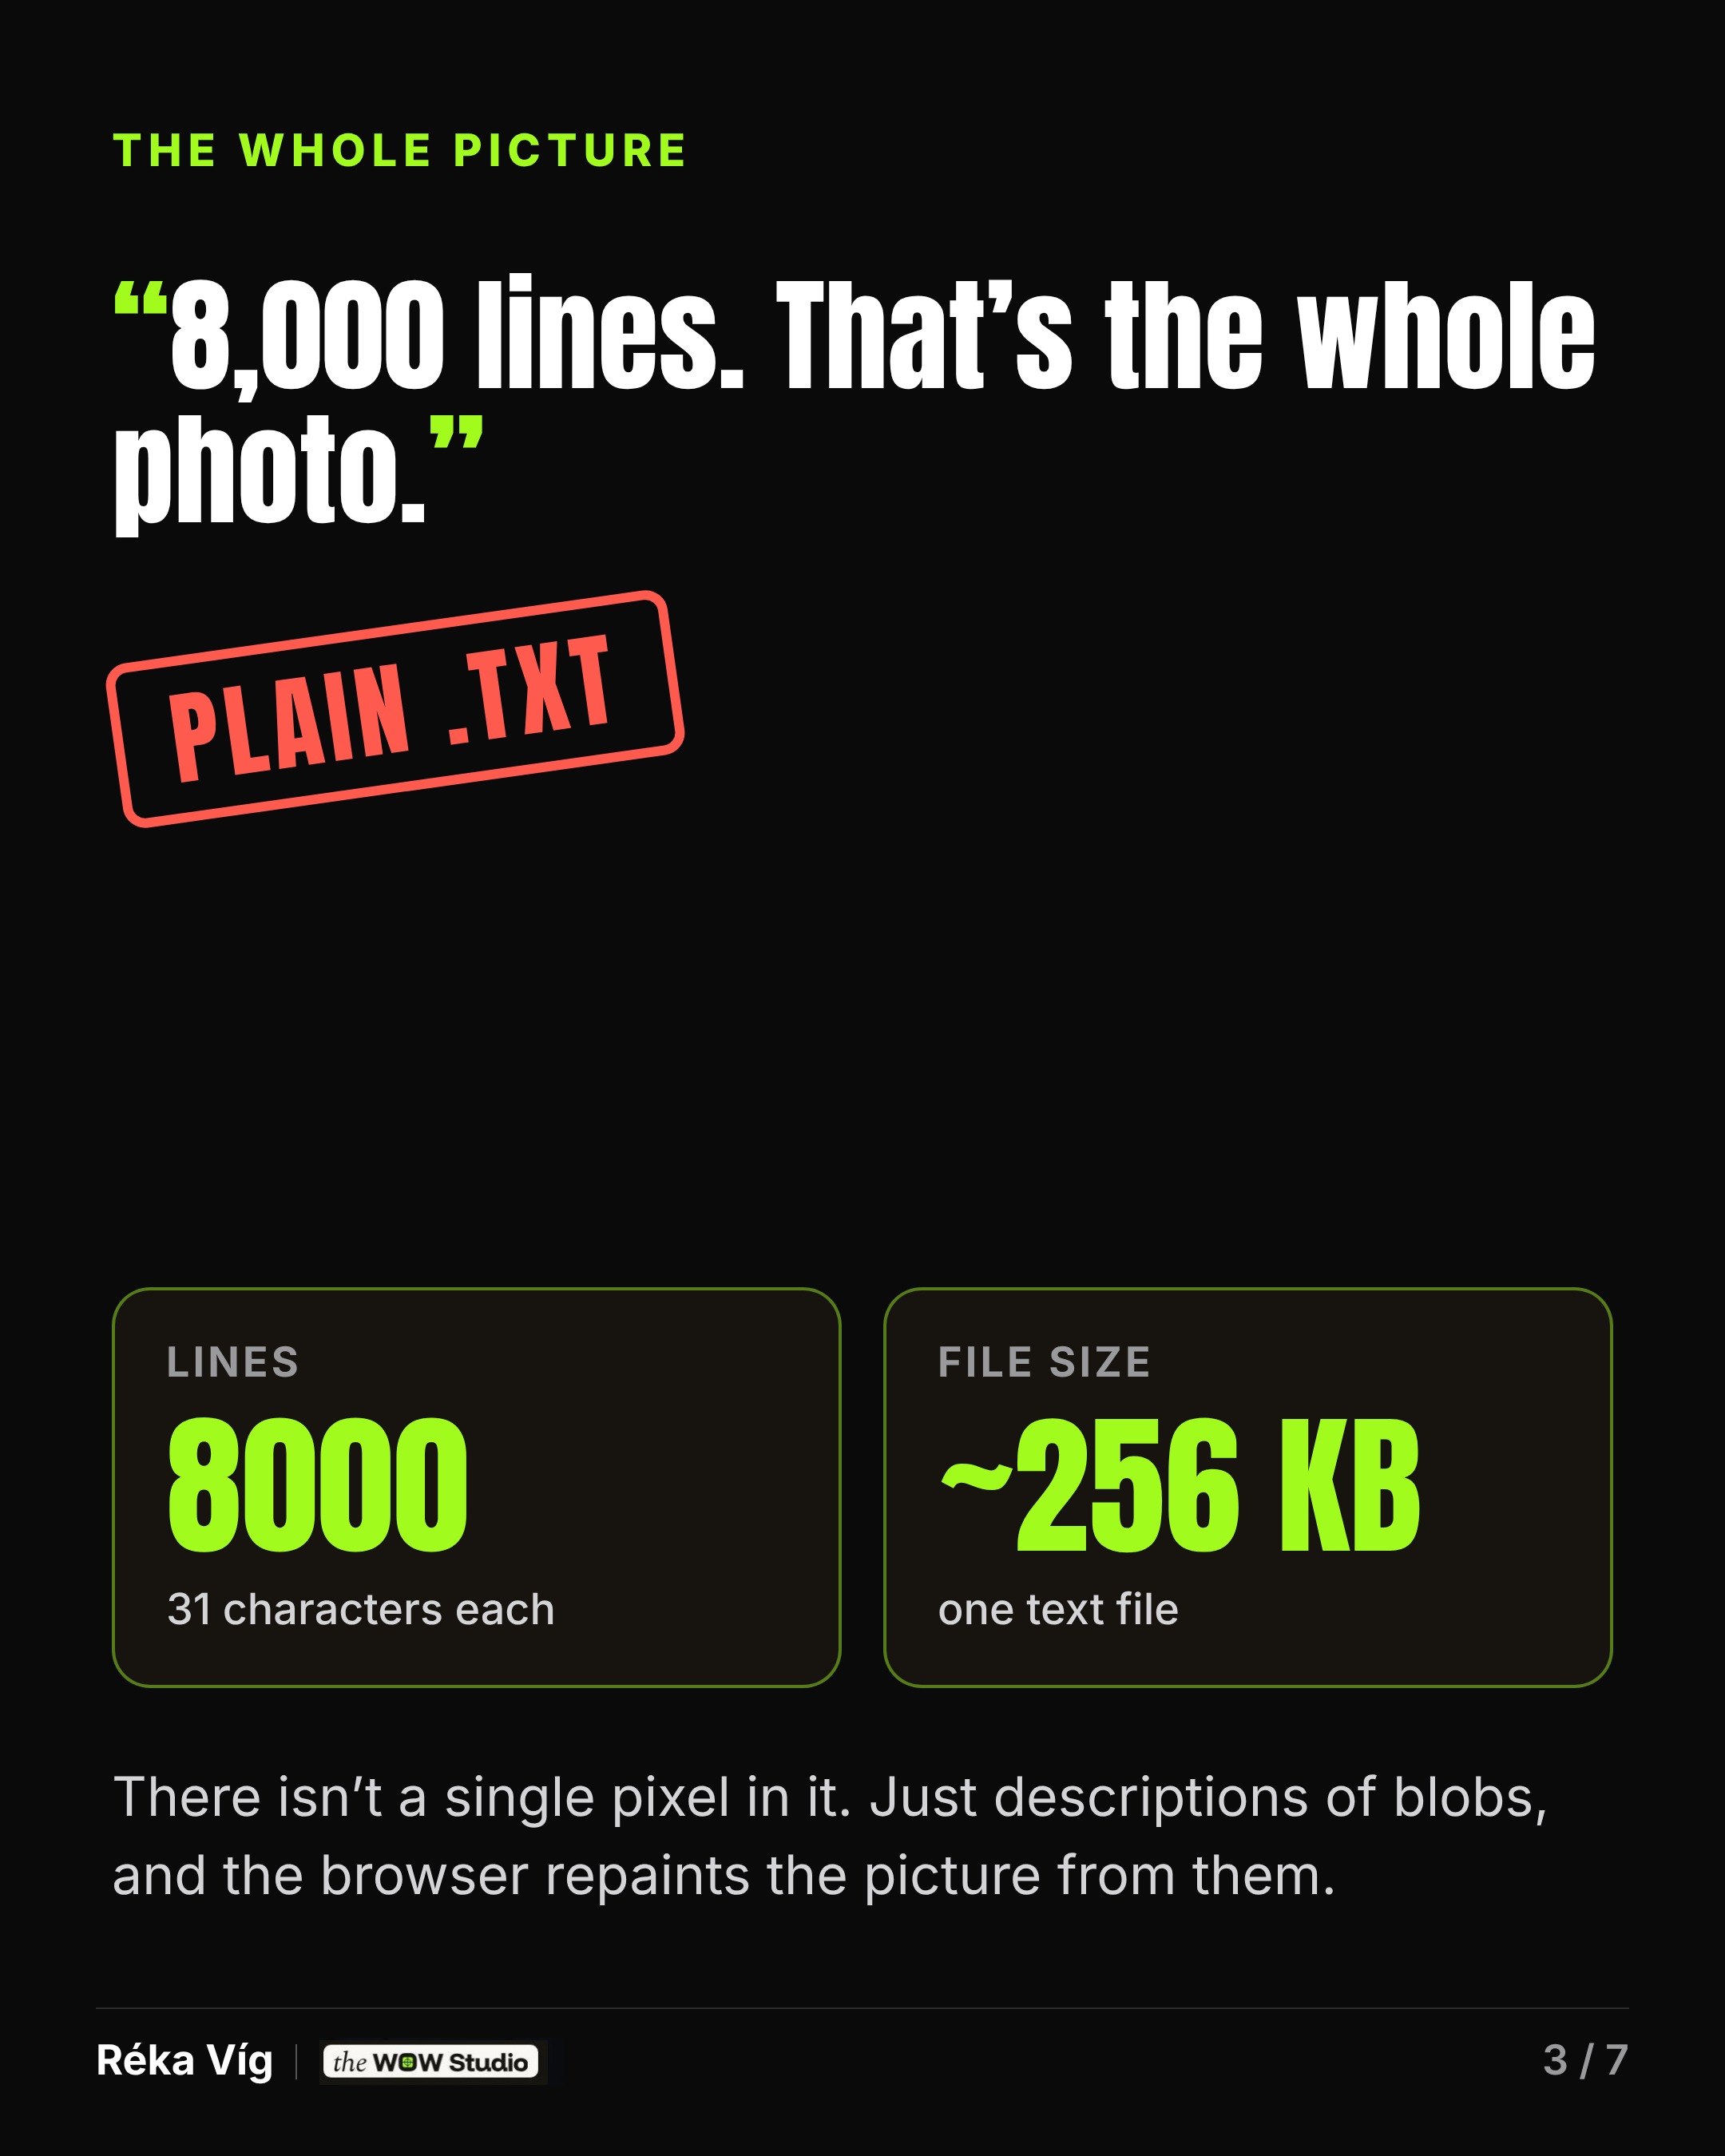 THE WHOLE PICTURE
“8,000 lines. That’s the whole
photo.”
PLAIN .TXT
LINES
8000
31 characters each
FILE SIZE
~256 KB
one text file
There isn’t a single pixel in it. Just descriptions of blobs,
and the browser repaints the picture from them.
Réka Víg
the WOW Studio
3 / 7